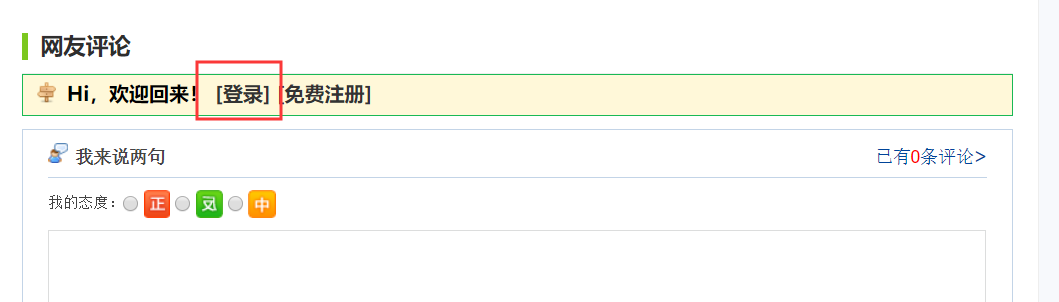 网友评论
Hi，欢迎回来！ [登录] [免费注册]
我来说两句 已有0条评论>
我的态度： 正 反 中